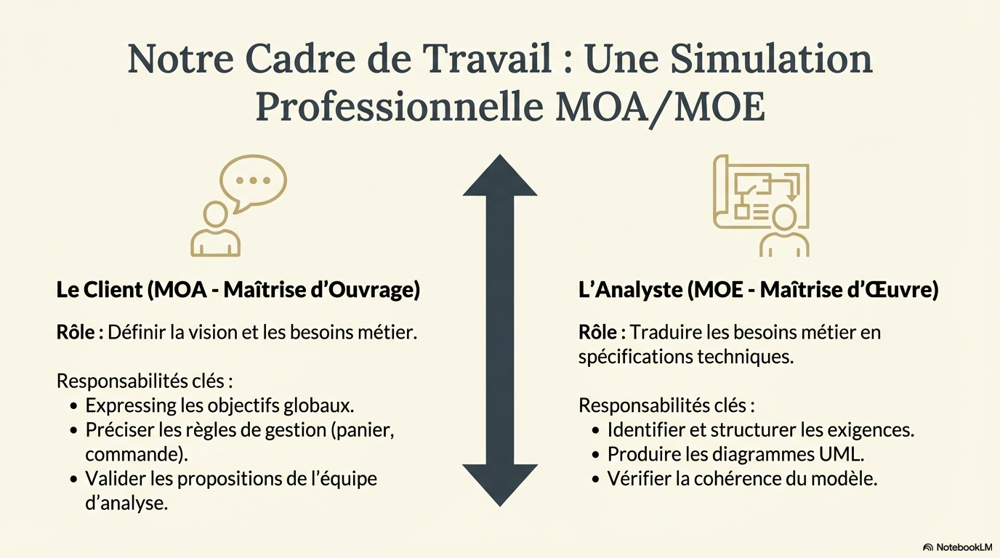 Notre Cadre de Travail : Une Simulation
Professionnelle MOA/MOE
Le Client (MOA - Maîtrise d’Ouvrage)
Rôle : Définir la vision et les besoins métier.
Responsabilités clés :
• Expressing les objectifs globaux.
• Préciser les règles de gestion (panier,
commande).
• Valider les propositions de l’équipe
d’analyse.
L’Analyste (MOE - Maîtrise d’Œuvre)
Rôle : Traduire les besoins métier en
spécifications techniques.
Responsabilités clés :
• Identifier et structurer les exigences.
• Produire les diagrammes UML.
• Vérifier la cohérence du modèle.
NotebookLM